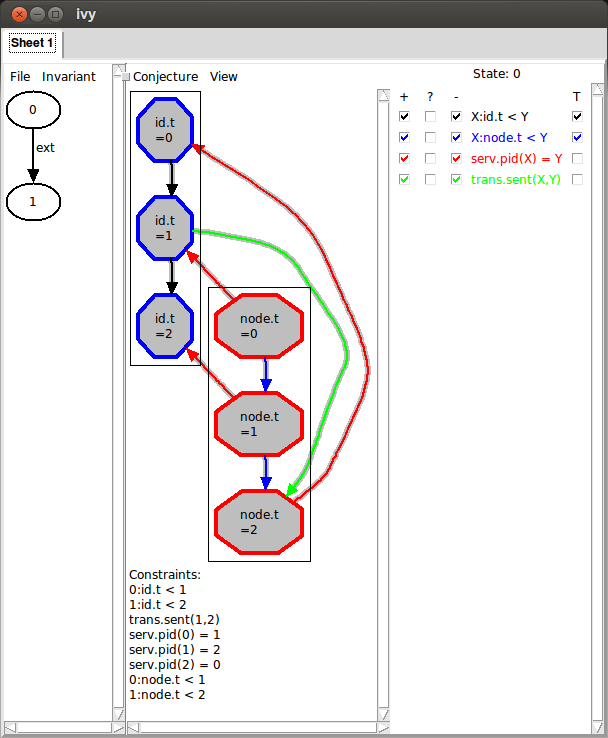 ivy
Sheet 1
File Invariant
Conjecture View
State: 0
0
ext
1
id.t
=0
id.t
=1
id.t
=2
node.t
=0
node.t
=1
node.t
=2
Constraints:
0:id.t < 1
1:id.t < 2
trans.sent(1,2)
serv.pid(0) = 1
serv.pid(1) = 2
serv.pid(2) = 0
0:node.t < 1
1:node.t < 2
+ ? - T
X:id.t < Y
X:node.t < Y
serv.pid(X) = Y
trans.sent(X,Y)